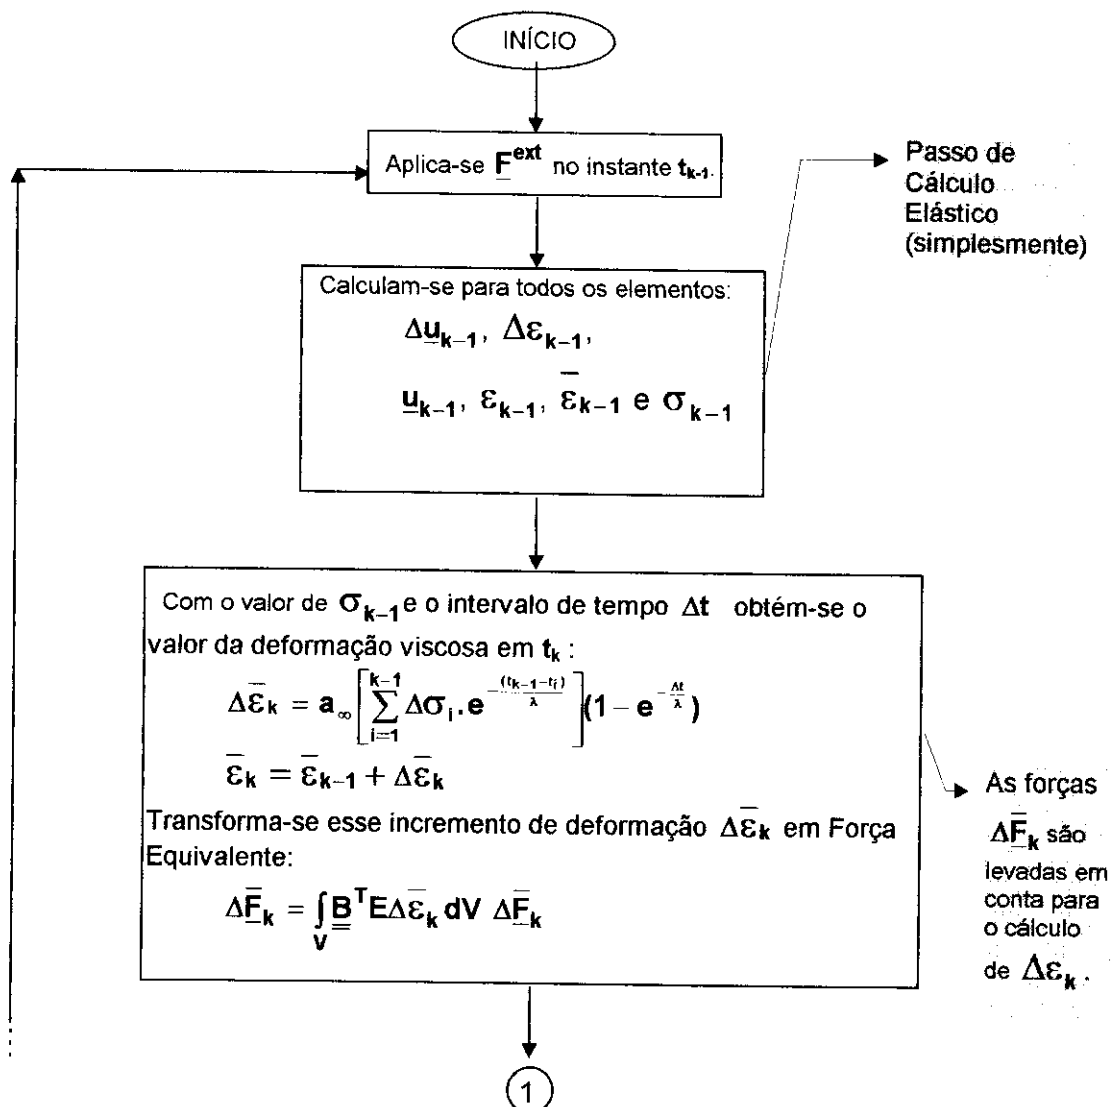 INÍCIO
Aplica-se F^ext no instante t_k-1.
Passo de
Cálculo
Elástico
(simplesmente)
Calculam-se para todos os elementos:
Δu_k−1, Δε_k−1,
u_k−1, ε_k−1, ε̄_k−1 e σ_k−1
Com o valor de σ_k−1 e o intervalo de tempo Δt obtém-se o
valor da deformação viscosa em t_k :
Δε̄_k = a_∞ [ ∑_{i=1}^{k−1} Δσ_i . e^{−(t_k−1−t_i)/λ} ] (1 − e^{−Δt/λ})
ε̄_k = ε̄_k−1 + Δε̄_k
Transforma-se esse incremento de deformação Δε̄_k em Força
Equivalente:
ΔF̄_k = ∫_V B^T E Δε̄_k dV ΔF̄_k
As forças
ΔF̄_k são
levadas em
conta para
o cálculo
de Δε_k.
1